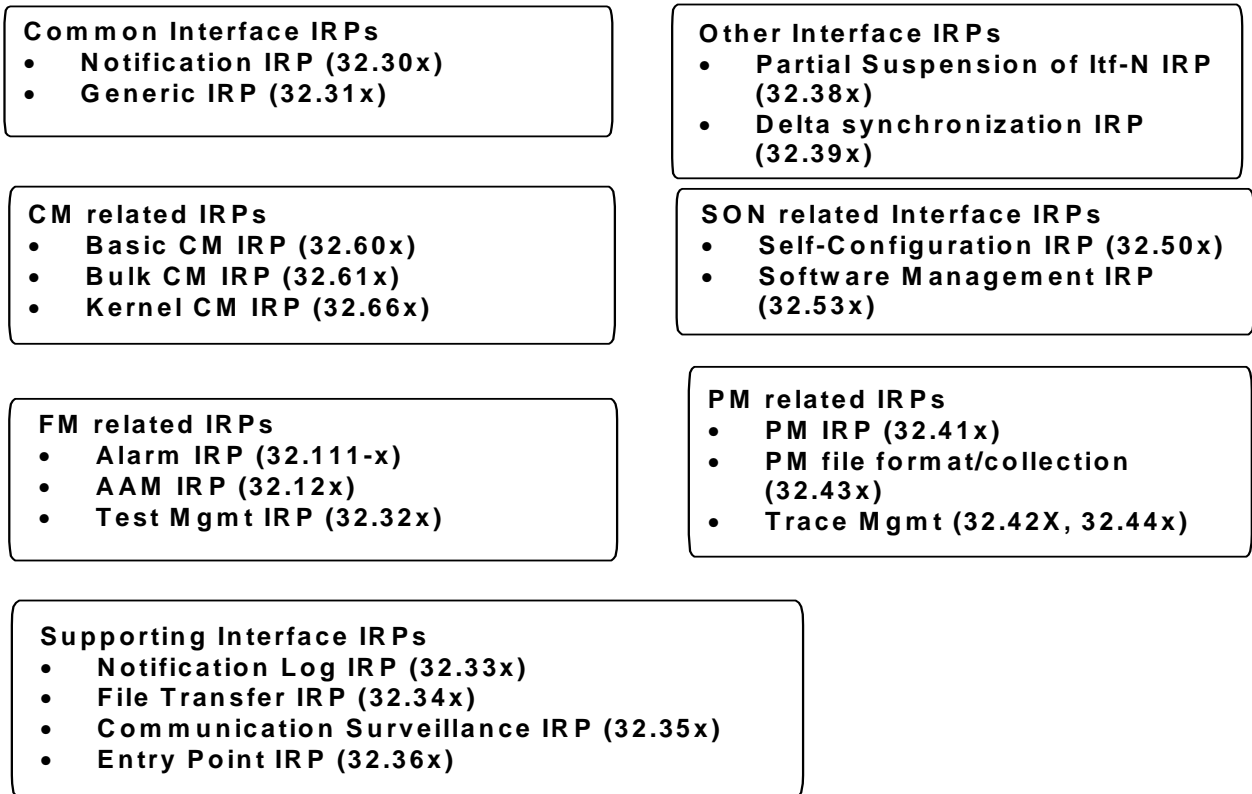 Common Interface IRPs
• Notification IRP (32.30x)
• Generic IRP (32.31x)
Other Interface IRPs
• Partial Suspension of Itf-N IRP
(32.38x)
• Delta synchronization IRP
(32.39x)
CM related IRPs
• Basic CM IRP (32.60x)
• Bulk CM IRP (32.61x)
• Kernel CM IRP (32.66x)
SON related Interface IRPs
• Self-Configuration IRP (32.50x)
• Software Management IRP
(32.53x)
FM related IRPs
• Alarm IRP (32.111-x)
• AAM IRP (32.12x)
• Test Mgmt IRP (32.32x)
PM related IRPs
• PM IRP (32.41x)
• PM file format/collection
(32.43x)
• Trace Mgmt (32.42X, 32.44x)
Supporting Interface IRPs
• Notification Log IRP (32.33x)
• File Transfer IRP (32.34x)
• Communication Surveillance IRP (32.35x)
• Entry Point IRP (32.36x)